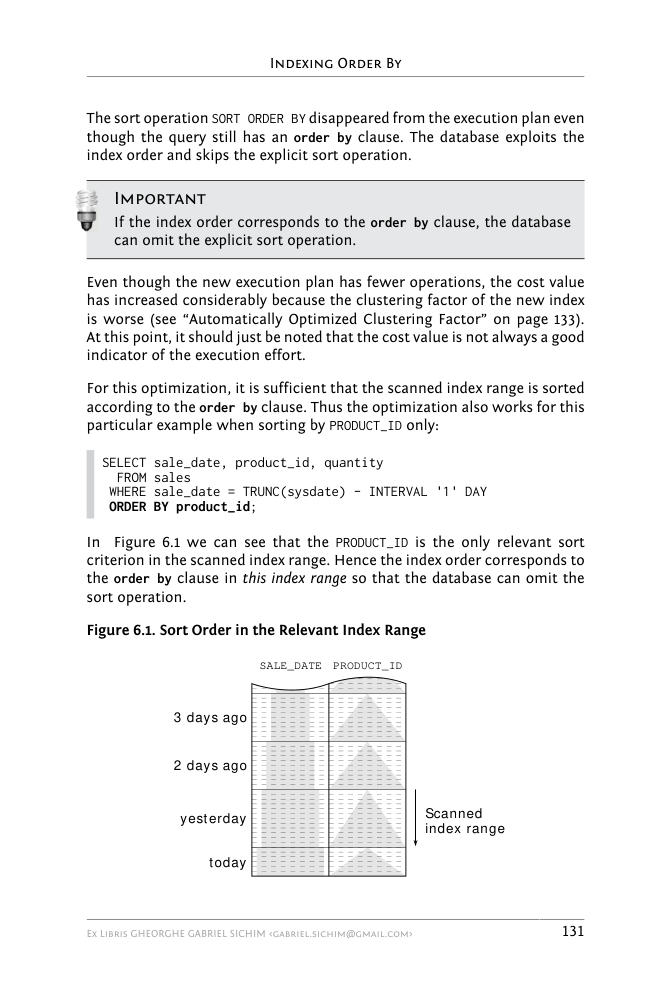 INDEXING ORDER BY
The sort operation SORT ORDER BY disappeared from the execution plan even
though the query still has an order by clause. The database exploits the
index order and skips the explicit sort operation.
IMPORTANT
If the index order corresponds to the order by clause, the database
can omit the explicit sort operation.
Even though the new execution plan has fewer operations, the cost value
has increased considerably because the clustering factor of the new index
is worse (see “Automatically Optimized Clustering Factor” on page 133).
At this point, it should just be noted that the cost value is not always a good
indicator of the execution effort.
For this optimization, it is sufficient that the scanned index range is sorted
according to the order by clause. Thus the optimization also works for this
particular example when sorting by PRODUCT_ID only:
SELECT sale_date, product_id, quantity
FROM sales
WHERE sale_date = TRUNC(sysdate) - INTERVAL '1' DAY
ORDER BY product_id;
In Figure 6.1 we can see that the PRODUCT_ID is the only relevant sort
criterion in the scanned index range. Hence the index order corresponds to
the order by clause in this index range so that the database can omit the
sort operation.
Figure 6.1. Sort Order in the Relevant Index Range
SALE_DATE PRODUCT_ID
3 days ago
2 days ago
yesterday
Scanned
index range
today
EX LIBRIS GHEORGHE GABRIEL SICHIM <GABRIEL.SICHIM@GMAIL.COM>
131